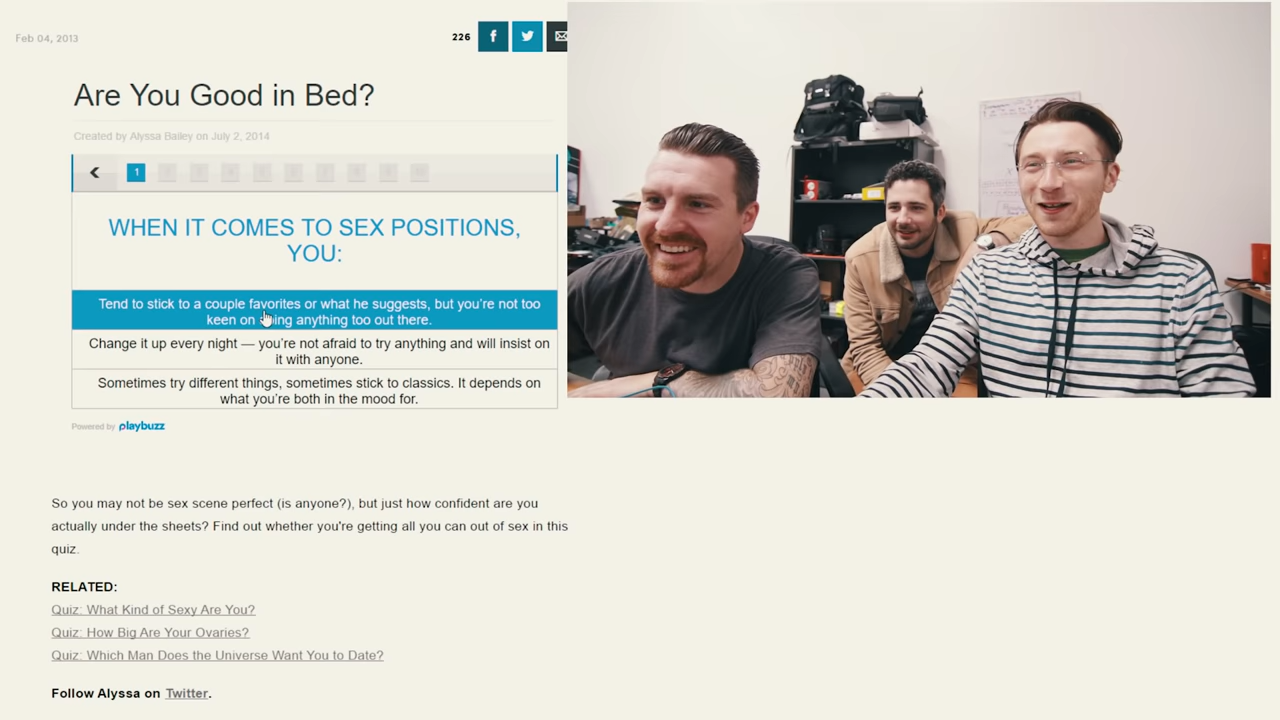 Feb 04, 2013
226
Are You Good in Bed?
Created by Alyssa Bailey on July 2, 2014
1
WHEN IT COMES TO SEX POSITIONS,
YOU:
Tend to stick to a couple favorites or what he suggests, but you're not too
keen on anything too out there.
Change it up every night — you're not afraid to try anything and will insist on
it with anyone.
Sometimes try different things, sometimes stick to classics. It depends on
what you're both in the mood for.
Powered by playbuzz
So you may not be sex scene perfect (is anyone?), but just how confident are you
actually under the sheets? Find out whether you're getting all you can out of sex in this
quiz.
RELATED:
Quiz: What Kind of Sexy Are You?
Quiz: How Big Are Your Ovaries?
Quiz: Which Man Does the Universe Want You to Date?
Follow Alyssa on Twitter.